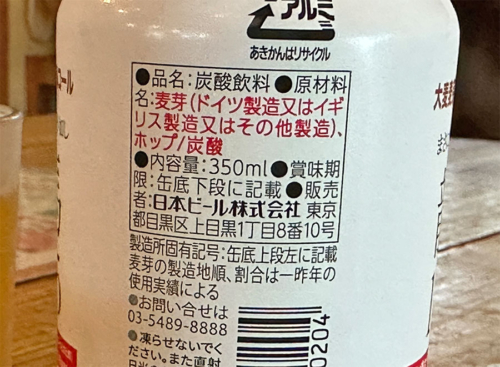 アルミ
あきかんはリサイクル
●品名:炭酸飲料●原材料
名:麦芽(ドイツ製造又はイギ
リス製造又はその他製造)、
ホップ/炭酸
●内容量:350ml●賞味期
限:缶底下段に記載●販売
者:日本ビール株式会社 東京
都目黒区上目黒1丁目8番10号
製造所固有記号:缶底上段左に記載
麦芽の製造地順、割合は一昨年の
使用実績による
●お問い合せは
03-5489-8888
●凍らせないでく
ださい。また直射
0204